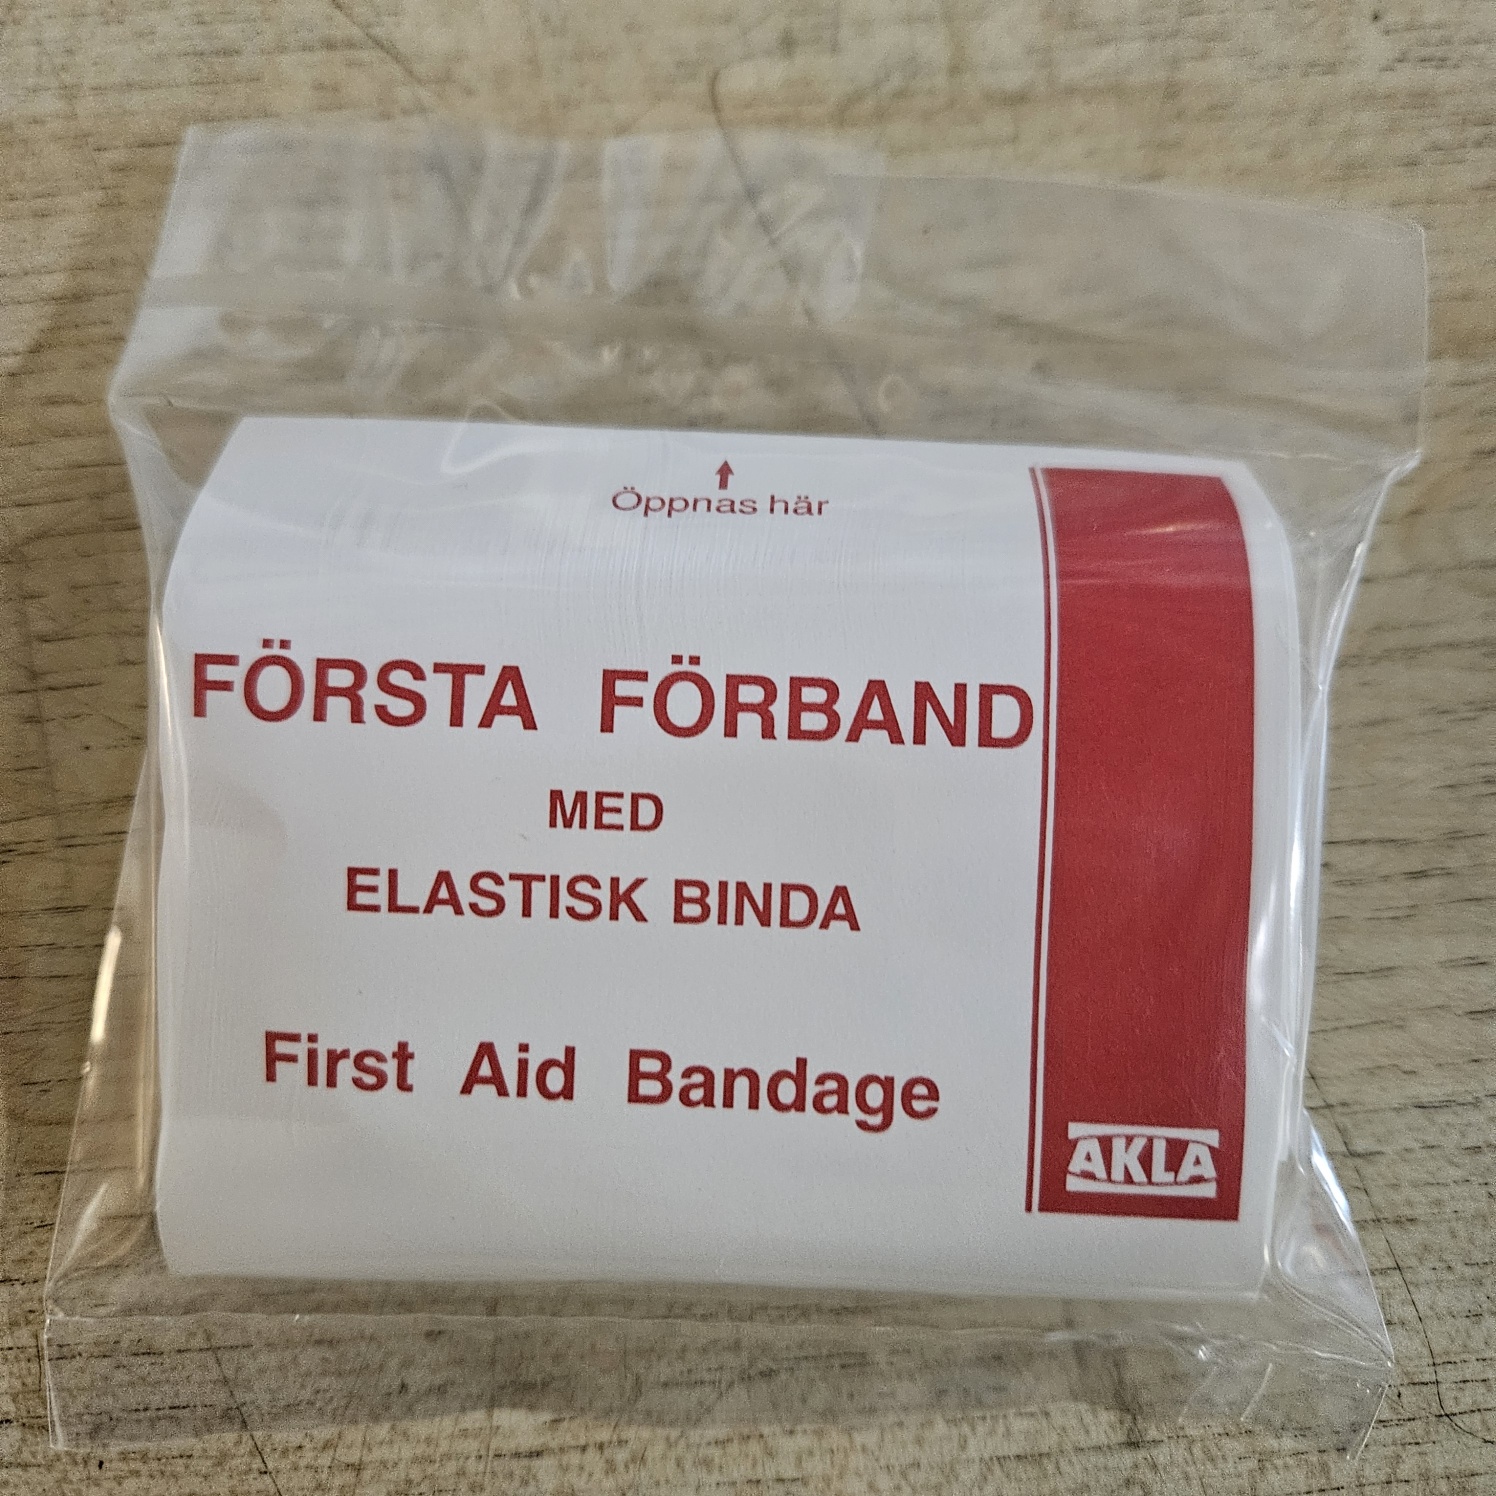 Öppnas här
FÖRSTA FÖRBAND
MED
ELASTISK BINDA
First Aid Bandage
AKLA